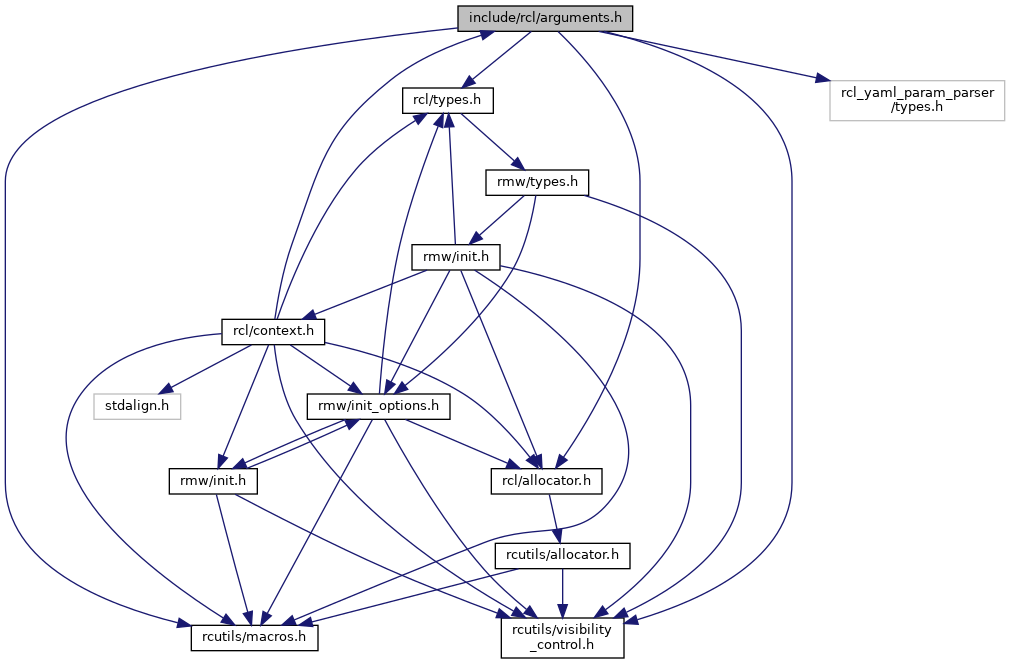 include/rcl/arguments.h
rcl/types.h
rcl_yaml_param_parser
/types.h
rmw/types.h
rmw/init.h
rcl/context.h
stdalign.h
rmw/init_options.h
rmw/init.h
rcl/allocator.h
rcutils/allocator.h
rcutils/macros.h
rcutils/visibility
_control.h